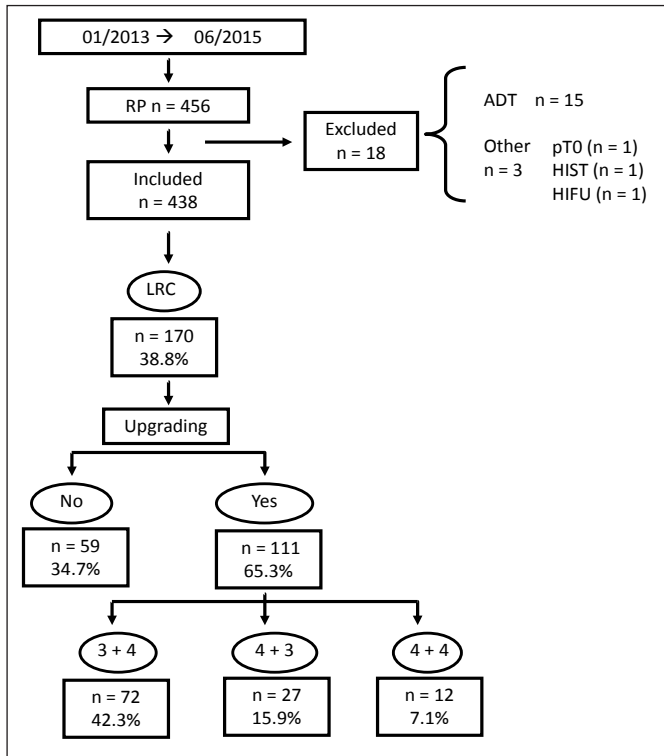 01/2013 → 06/2015
RP n = 456
Excluded
n = 18
ADT n = 15
Other pT0 (n = 1)
n = 3 HIST (n = 1)
HIFU (n = 1)
Included
n = 438
LRC
n = 170
38.8%
Upgrading
No
Yes
n = 59
34.7%
n = 111
65.3%
3 + 4
4 + 3
4 + 4
n = 72
42.3%
n = 27
15.9%
n = 12
7.1%